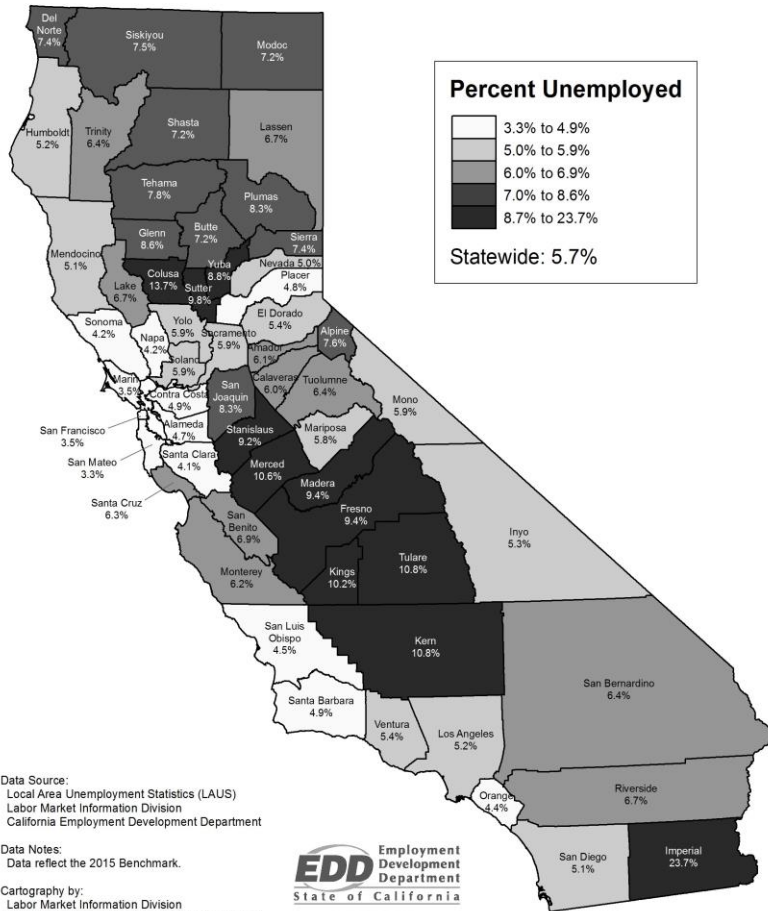 Del
Norte
7.4%
Siskiyou
7.5%
Modoc
7.2%
Percent Unemployed
3.3% to 4.9%
5.0% to 5.9%
6.0% to 6.9%
7.0% to 8.6%
8.7% to 23.7%
Statewide: 5.7%
Humboldt
5.2%
Trinity
6.4%
Shasta
7.2%
Lassen
6.7%
Tehama
7.8%
Plumas
8.3%
Mendocino
5.1%
Glenn
8.6%
Butte
7.2%
Sierra
7.4%
Lake
6.7%
Colusa
13.7%
Sutter
9.8%
Yuba
8.8%
Nevada 5.0%
Placer
4.8%
Sonoma
4.2%
Napa
4.2%
Yolo
5.9%
Solano
5.9%
Sacramento
5.9%
El Dorado
5.4%
Amador
6.1%
Alpine
7.6%
Marin
3.5%
Contra Costa
4.9%
San
Joaquin
8.3%
Calaveras
6.0%
Tuolumne
6.4%
Mono
5.9%
San Francisco
3.5%
Alameda
4.7%
Stanislaus
9.2%
Mariposa
5.8%
San Mateo
3.3%
Santa Clara
4.1%
Merced
10.6%
Madera
9.4%
Santa Cruz
6.3%
San
Benito
6.9%
Fresno
9.4%
Inyo
5.3%
Monterey
6.2%
Kings
10.2%
Tulare
10.8%
San Luis
Obispo
4.5%
Kern
10.8%
San Bernardino
6.4%
Santa Barbara
4.9%
Ventura
5.4%
Los Angeles
5.2%
Orange
4.4%
Riverside
6.7%
San Diego
5.1%
Imperial
23.7%
Data Source:
Local Area Unemployment Statistics (LAUS)
Labor Market Information Division
California Employment Development Department
Data Notes:
Data reflect the 2015 Benchmark.
Cartography by:
Labor Market Information Division
EDD
Employment
Development
Department
State of California